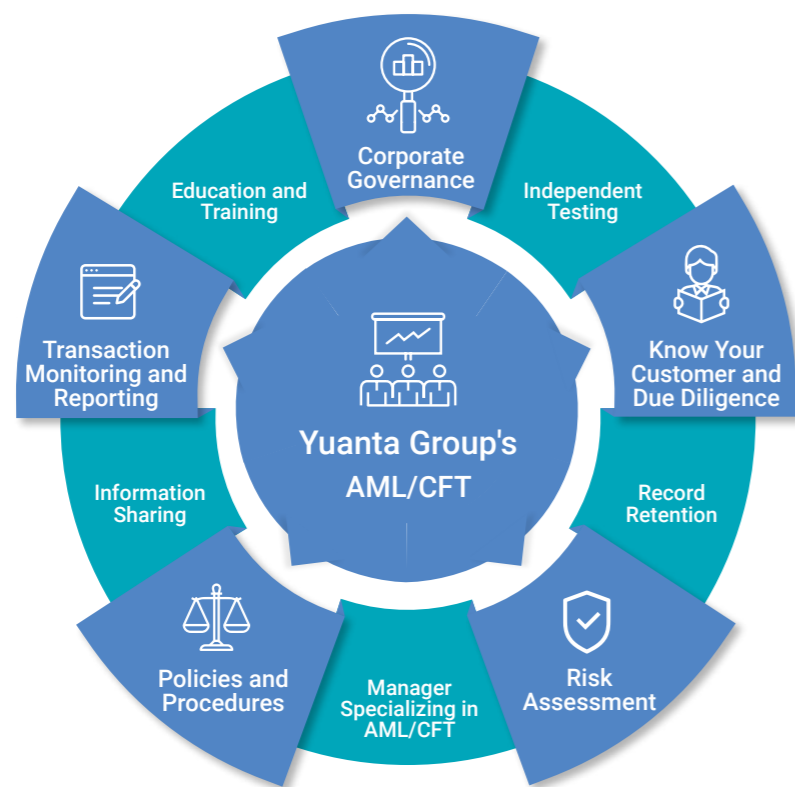 Corporate
Governance
Independent
Testing
Know Your
Customer and
Due Diligence
Record
Retention
Risk
Assessment
Manager
Specializing in
AML/CFT
Policies and
Procedures
Information
Sharing
Transaction
Monitoring and
Reporting
Education and
Training
Yuanta Group's
AML/CFT